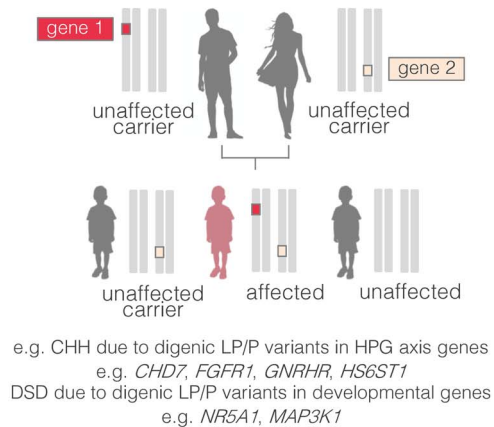 gene 1
gene 2
unaffected
carrier
unaffected
carrier
unaffected
carrier
affected
unaffected
e.g. CHH due to digenic LP/P variants in HPG axis genes
e.g. CHD7, FGFR1, GNRHR, HS6ST1
DSD due to digenic LP/P variants in developmental genes
e.g. NR5A1, MAP3K1